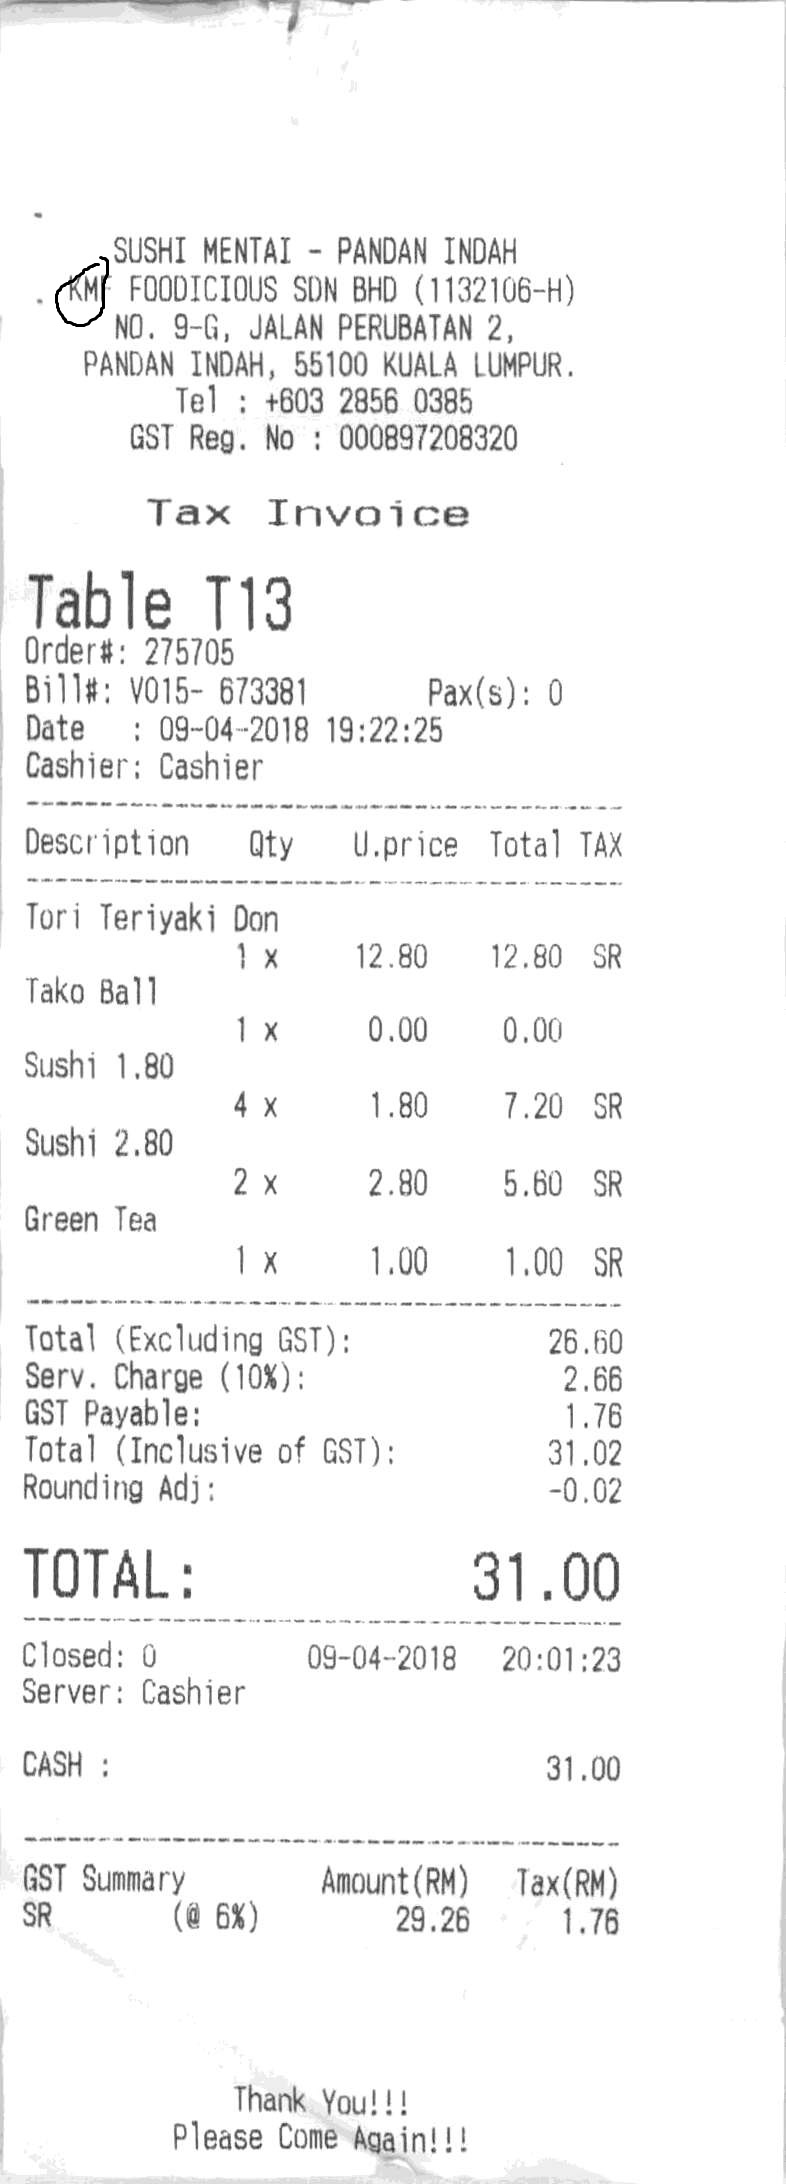 SUSHI MENTAI - PANDAN INDAH
FOODICIOUS SDN BHD (1132106-H)
NO. 9-G, JALAN PERUBATAN 2,
PANDAN INDAH, 55100 KUALA LUMPUR.
Tel : +603 2856 0385
GST Reg. No : 000897208320
Tax Invoice
Table T13
Order#: 275705
Bill#: V015- 673381 Pax(s): 0
Date : 09-04-2018 19:22:25
Cashier: Cashier
Description Qty U.price Total TAX
Tori Teriyaki Don
1 x 12.80 12.80 SR
Tako Ball
1 x 0.00 0.00
Sushi 1.80
4 x 1.80 7.20 SR
Sushi 2.80
2 x 2.80 5.60 SR
Green Tea
1 x 1.00 1.00 SR
Total (Excluding GST): 26.60
Serv. Charge (10%): 2.66
GST Payable: 1.76
Total (Inclusive of GST): 31.02
Rounding Adj: -0.02
TOTAL: 31.00
Closed: 0 09-04-2018 20:01:23
Server: Cashier
CASH : 31.00
GST Summary Amount(RM) Tax(RM)
SR (@ 6%) 29.26 1.76
Thank You!!!
Please Come Again!!!